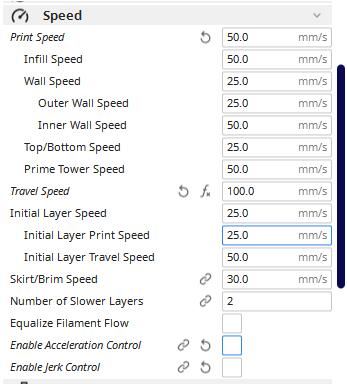 Speed
Print Speed 50.0 mm/s
Infill Speed 50.0 mm/s
Wall Speed 25.0 mm/s
Outer Wall Speed 25.0 mm/s
Inner Wall Speed 50.0 mm/s
Top/Bottom Speed 25.0 mm/s
Prime Tower Speed 50.0 mm/s
Travel Speed fx 100.0 mm/s
Initial Layer Speed 25.0 mm/s
Initial Layer Print Speed 25.0 mm/s
Initial Layer Travel Speed 50.0 mm/s
Skirt/Brim Speed 30.0 mm/s
Number of Slower Layers 2
Equalize Filament Flow
Enable Acceleration Control
Enable Jerk Control